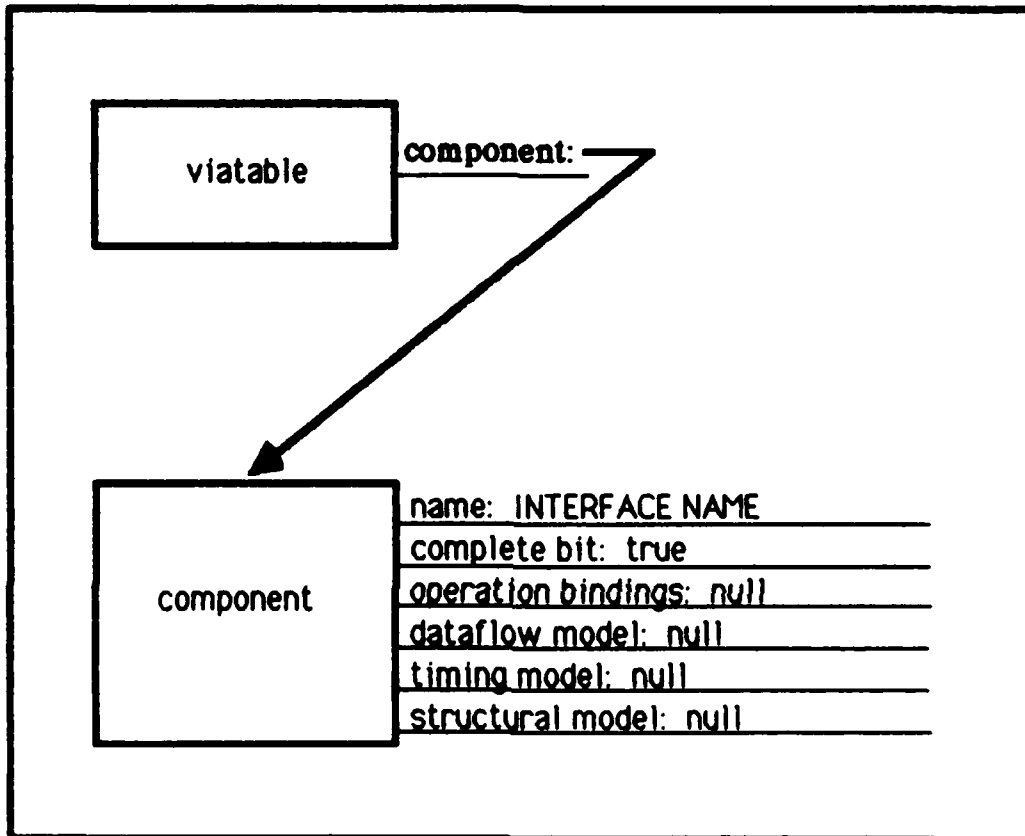 viatable
component:
component
name: INTERFACE NAME
complete bit: true
operation bindings: null
dataflow model: null
timing model: null
structural model: null